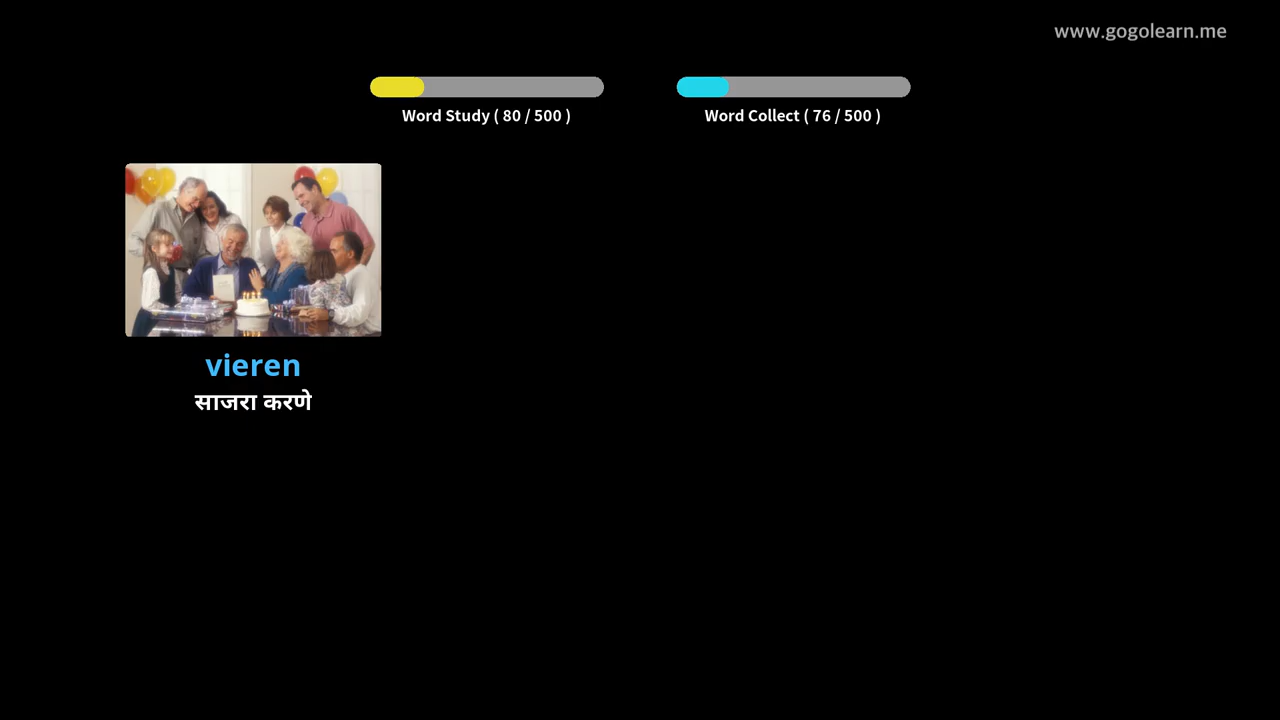 www.gogolearn.me
Word Study ( 80 / 500 )
Word Collect ( 76 / 500 )
vieren
साजरा करणे